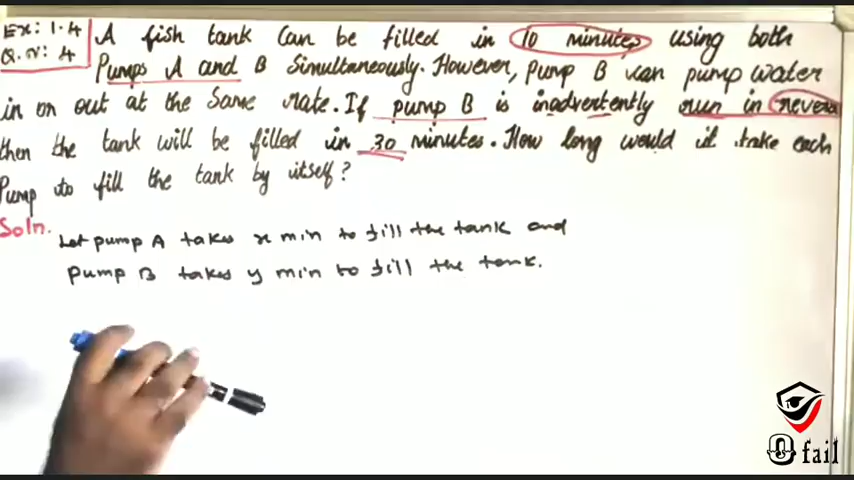 Ex: 1.4
Q.N: 4
A fish tank can be filled in 10 minutes using both
Pumps A and B Simultaneously. However, pump B can pump water
in or out at the same rate. If pump B is inadvertently run in reverse
then the tank will be filled in 30 minutes. How long would it take each
Pump to fill the tank by itself?
Soln.
Let pump A takes x min to fill the tank and
pump B takes y min to fill the tank.
0 fail